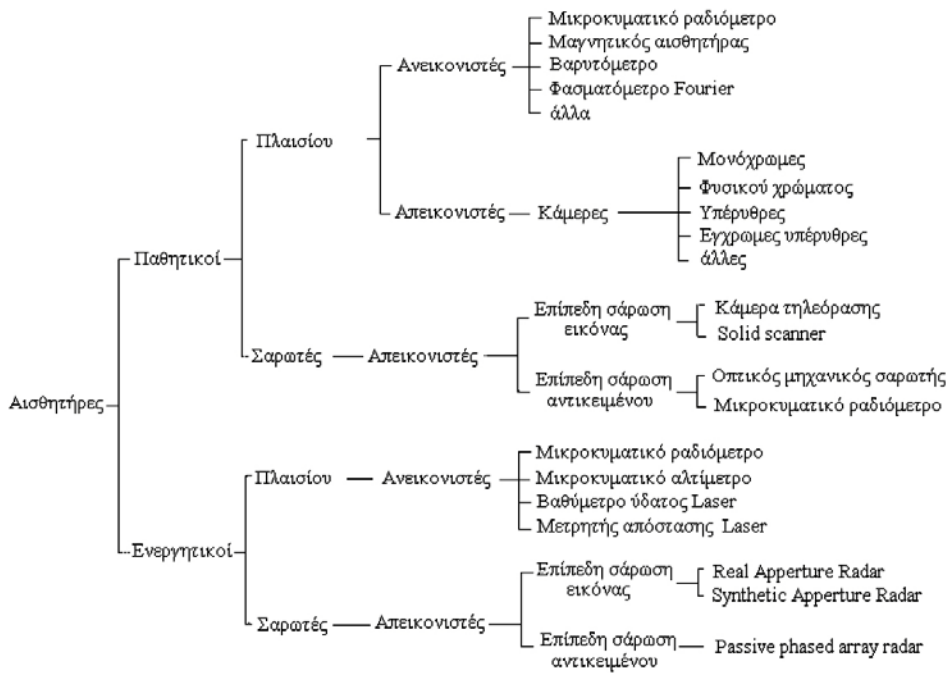 Αισθητήρες
Παθητικοί
Πλαισίου
Ανεικονιστές
Μικροκυματικό ραδιόμετρο
Μαγνητικός αισθητήρας
Βαρυτόμετρο
Φασματόμετρο Fourier
άλλα
Απεικονιστές
Κάμερες
Μονόχρωμες
Φυσικού χρώματος
Υπέρυθρες
Εγχρωμες υπέρυθρες
άλλες
Σαρωτές
Απεικονιστές
Επίπεδη σάρωση
εικόνας
Κάμερα τηλεόρασης
Solid scanner
Επίπεδη σάρωση
αντικειμένου
Οπτικός μηχανικός σαρωτής
Μικροκυματικό ραδιόμετρο
Ενεργητικοί
Πλαισίου
Ανεικονιστές
Μικροκυματικό ραδιόμετρο
Μικροκυματικό αλτίμετρο
Βαθύμετρο ύδατος Laser
Μετρητής απόστασης Laser
Σαρωτές
Απεικονιστές
Επίπεδη σάρωση
εικόνας
Real Apperture Radar
Synthetic Apperture Radar
Επίπεδη σάρωση
αντικειμένου
Passive phased array radar